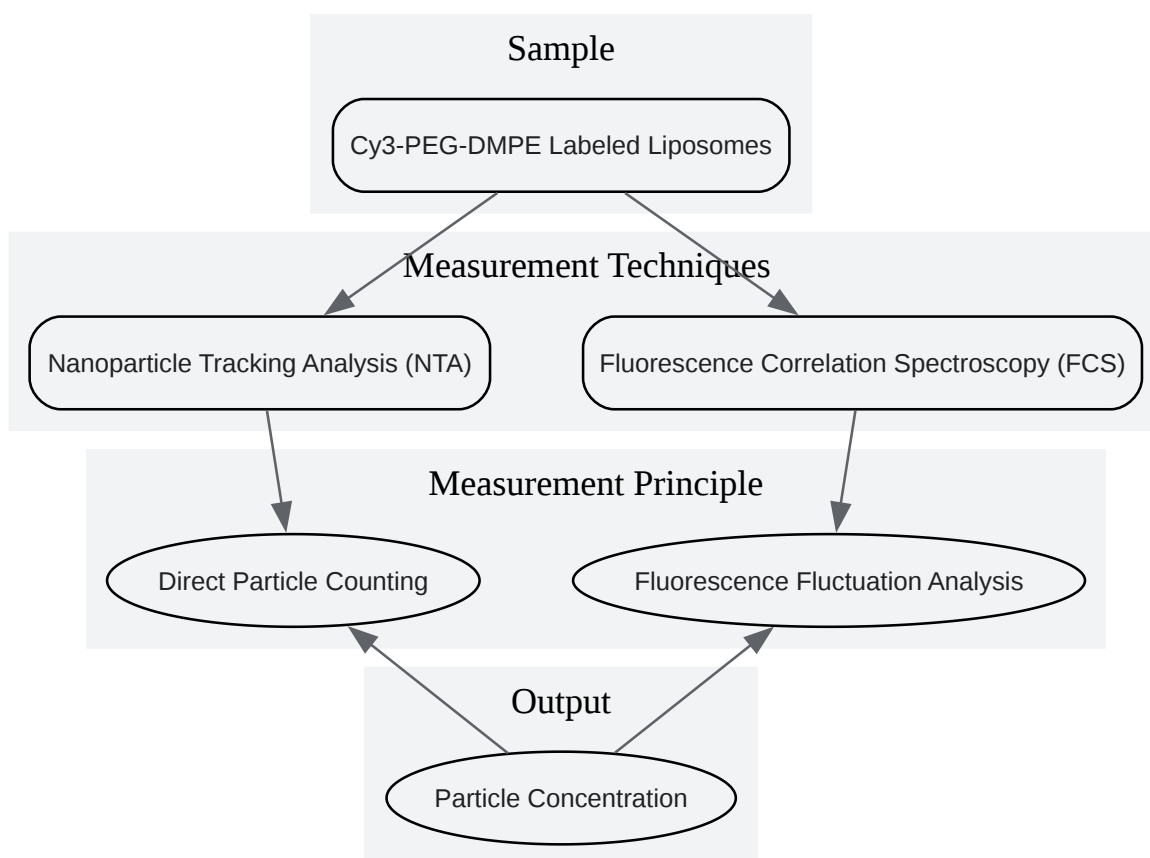 Sample
Cy3-PEG-DMPE Labeled Liposomes
Measurement Techniques
Nanoparticle Tracking Analysis (NTA)
Fluorescence Correlation Spectroscopy (FCS)
Measurement Principle
Direct Particle Counting
Fluorescence Fluctuation Analysis
Output
Particle Concentration